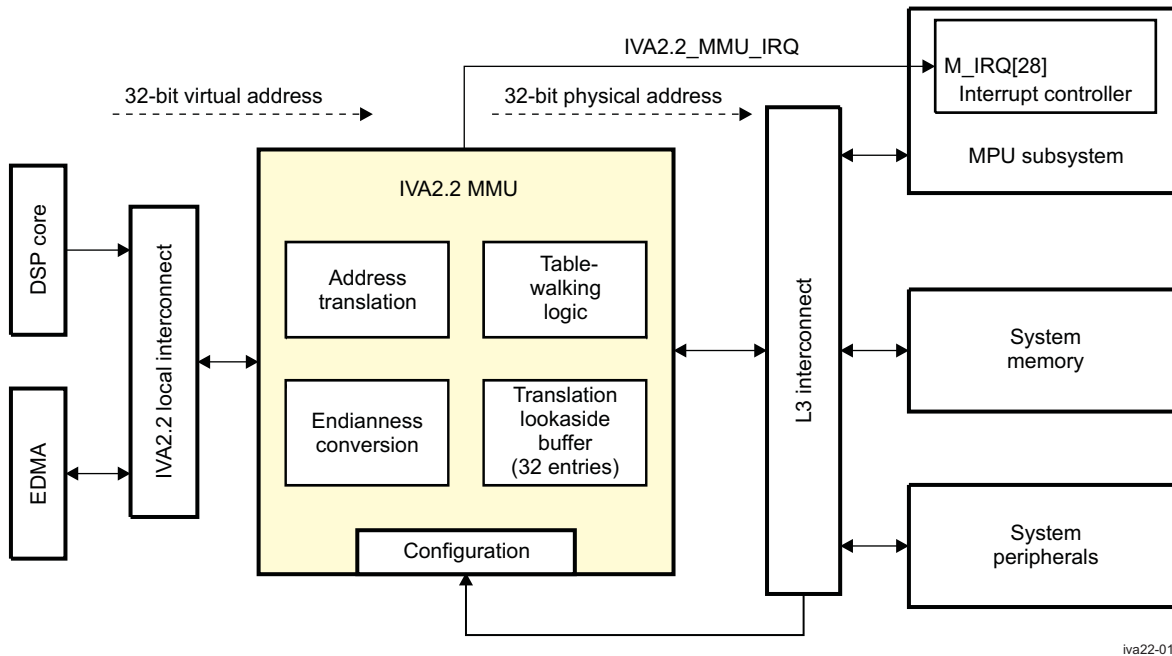 IVA2.2_MMU_IRQ
M_IRQ[28]
Interrupt controller
MPU subsystem
32-bit virtual address
32-bit physical address
DSP core
EDMA
IVA2.2 local interconnect
IVA2.2 MMU
Address
translation
Table-
walking
logic
Endianness
conversion
Translation
lookaside
buffer
(32 entries)
Configuration
L3 interconnect
System
memory
System
peripherals
iva22-01